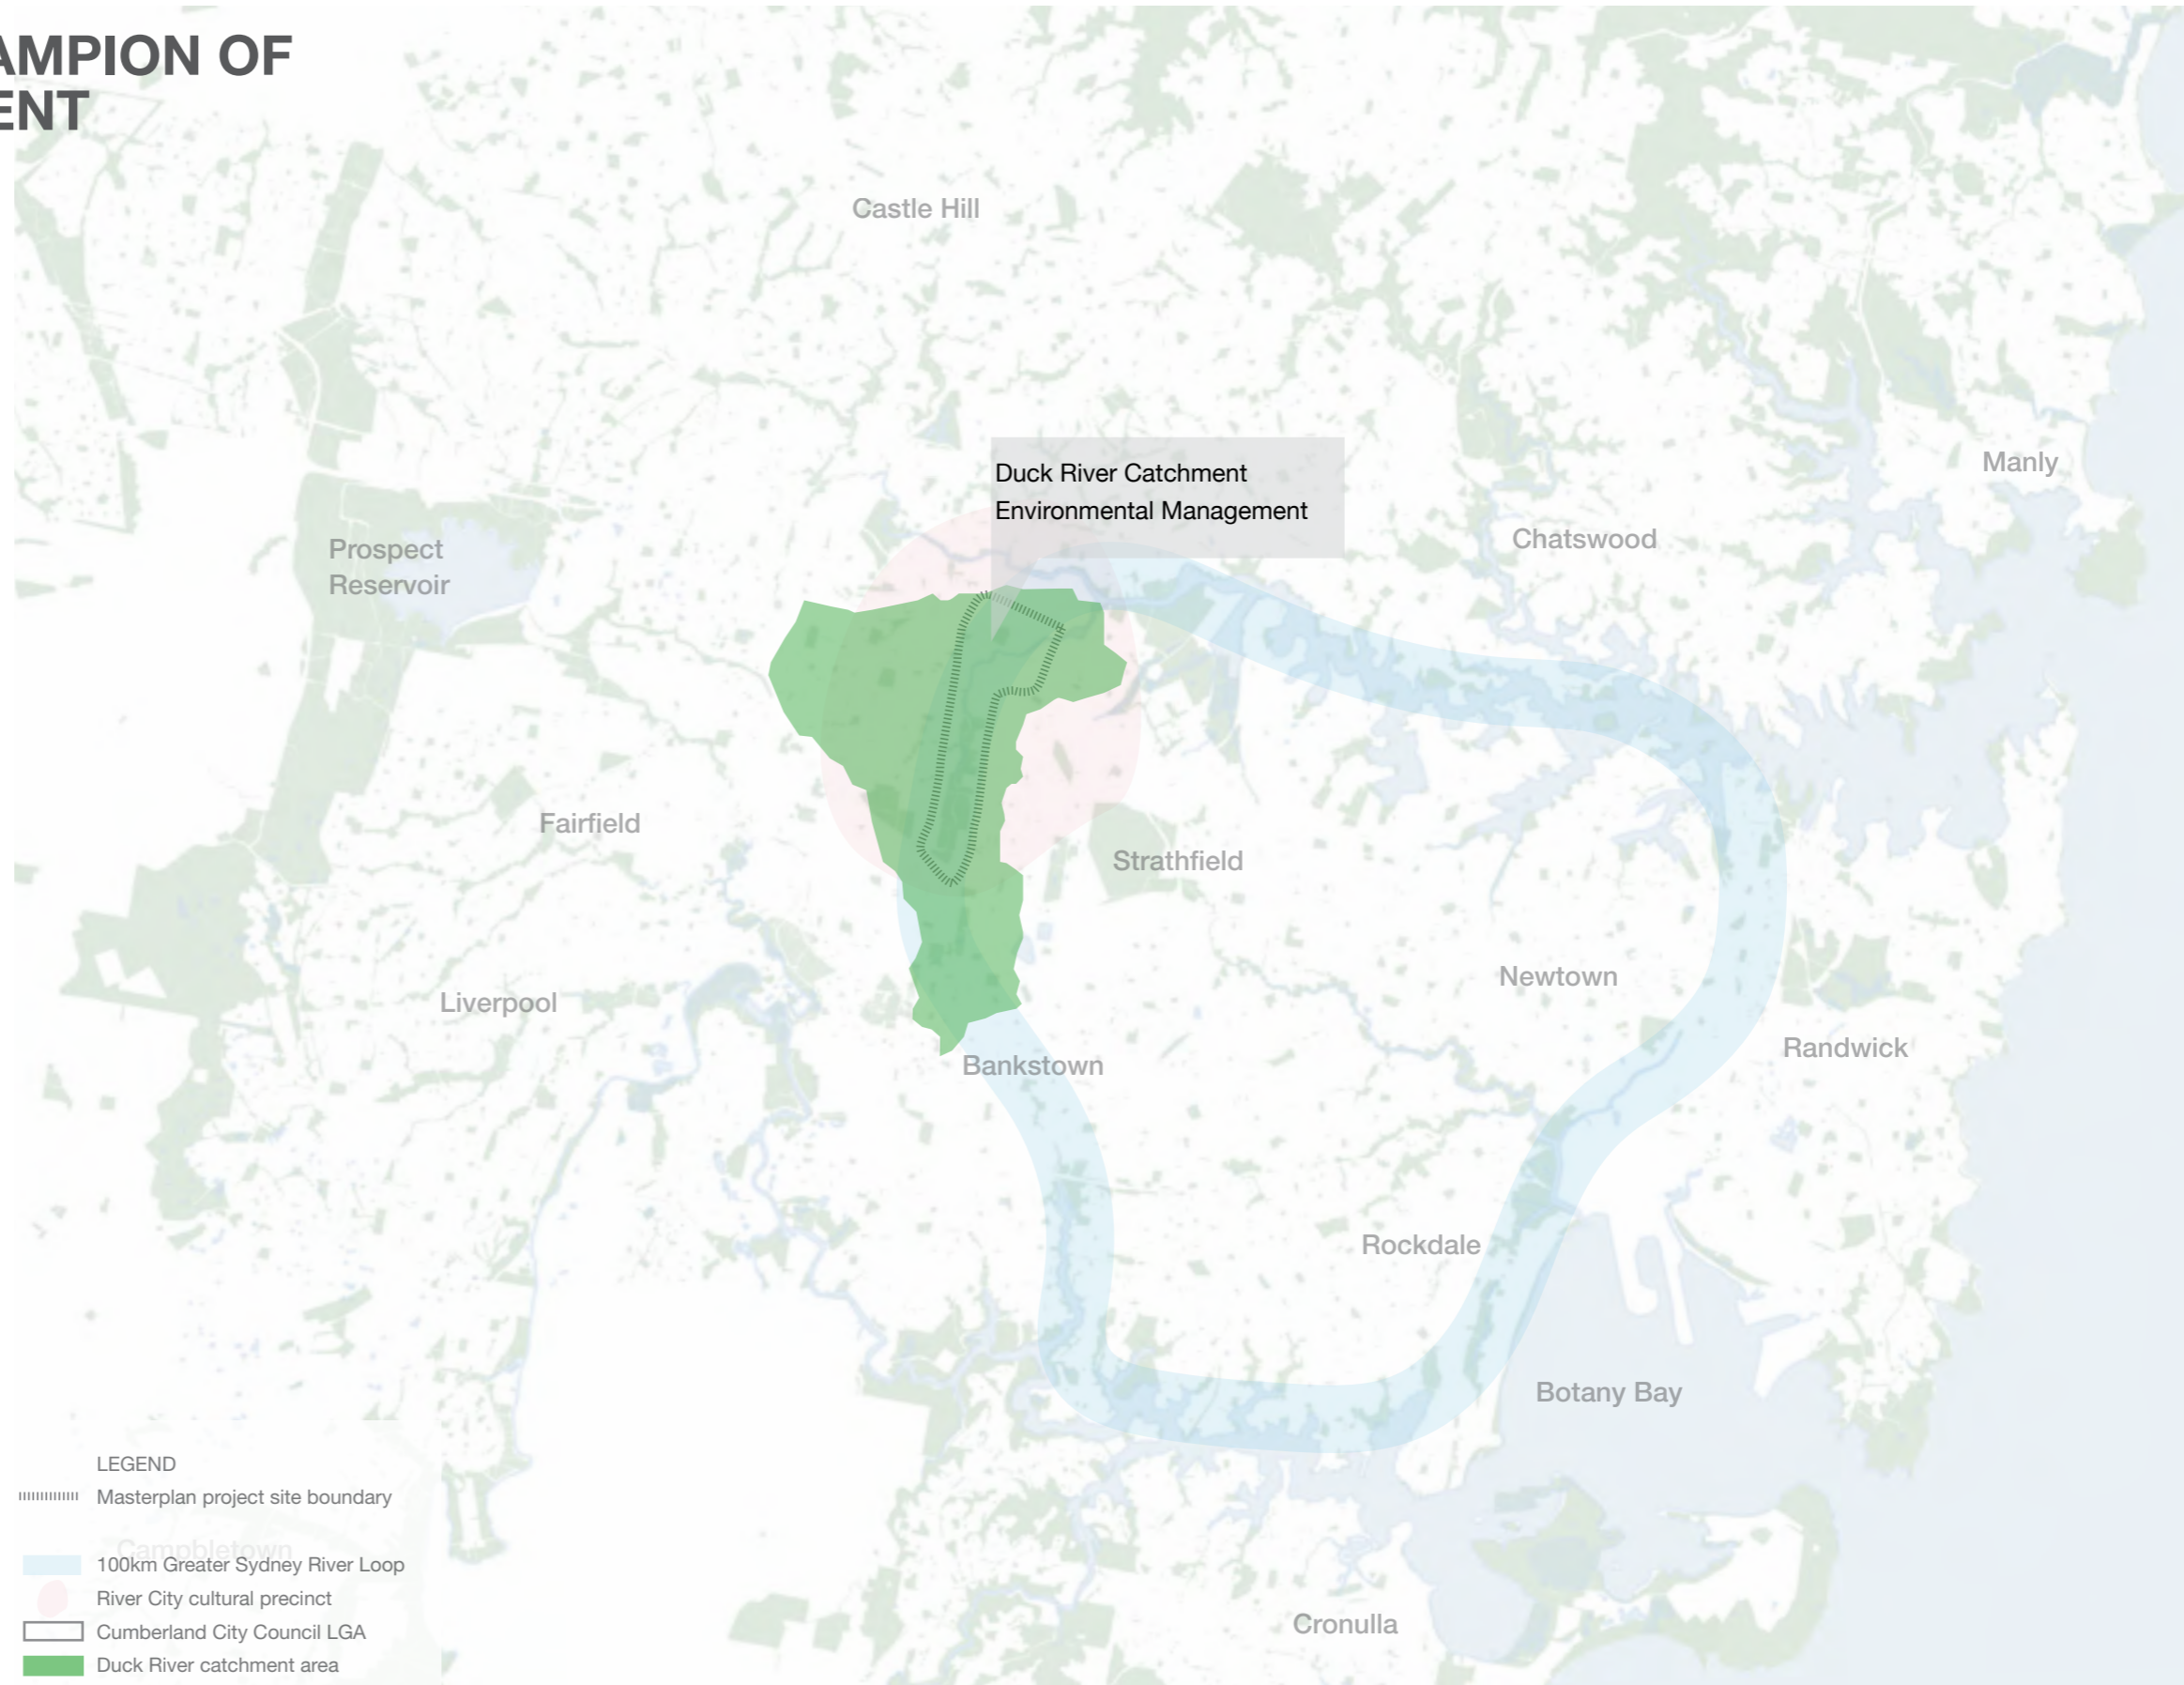 AMPION OF
ENT
Castle Hill
Manly
Duck River Catchment
Environmental Management
Chatswood
Prospect
Reservoir
Fairfield
Strathfield
Newtown
Liverpool
Randwick
Bankstown
Rockdale
Botany Bay
LEGEND
Masterplan project site boundary
Campbletown
100km Greater Sydney River Loop
River City cultural precinct
Cumberland City Council LGA
Duck River catchment area
Cronulla